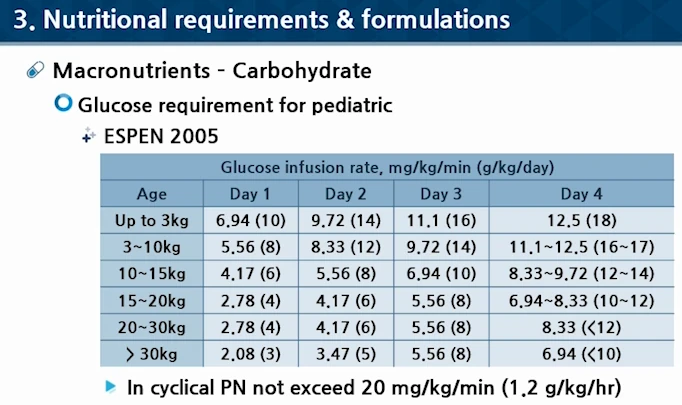 3. Nutritional requirements & formulations
Macronutrients - Carbohydrate
Glucose requirement for pediatric
ESPEN 2005
Glucose infusion rate, mg/kg/min (g/kg/day)
Age Day 1 Day 2 Day 3 Day 4
Up to 3kg 6.94 (10) 9.72 (14) 11.1 (16) 12.5 (18)
3~10kg 5.56 (8) 8.33 (12) 9.72 (14) 11.1~12.5 (16~17)
10~15kg 4.17 (6) 5.56 (8) 6.94 (10) 8.33~9.72 (12~14)
15~20kg 2.78 (4) 4.17 (6) 5.56 (8) 6.94~8.33 (10~12)
20~30kg 2.78 (4) 4.17 (6) 5.56 (8) 8.33 (<12)
> 30kg 2.08 (3) 3.47 (5) 5.56 (8) 6.94 (<10)
In cyclical PN not exceed 20 mg/kg/min (1.2 g/kg/hr)